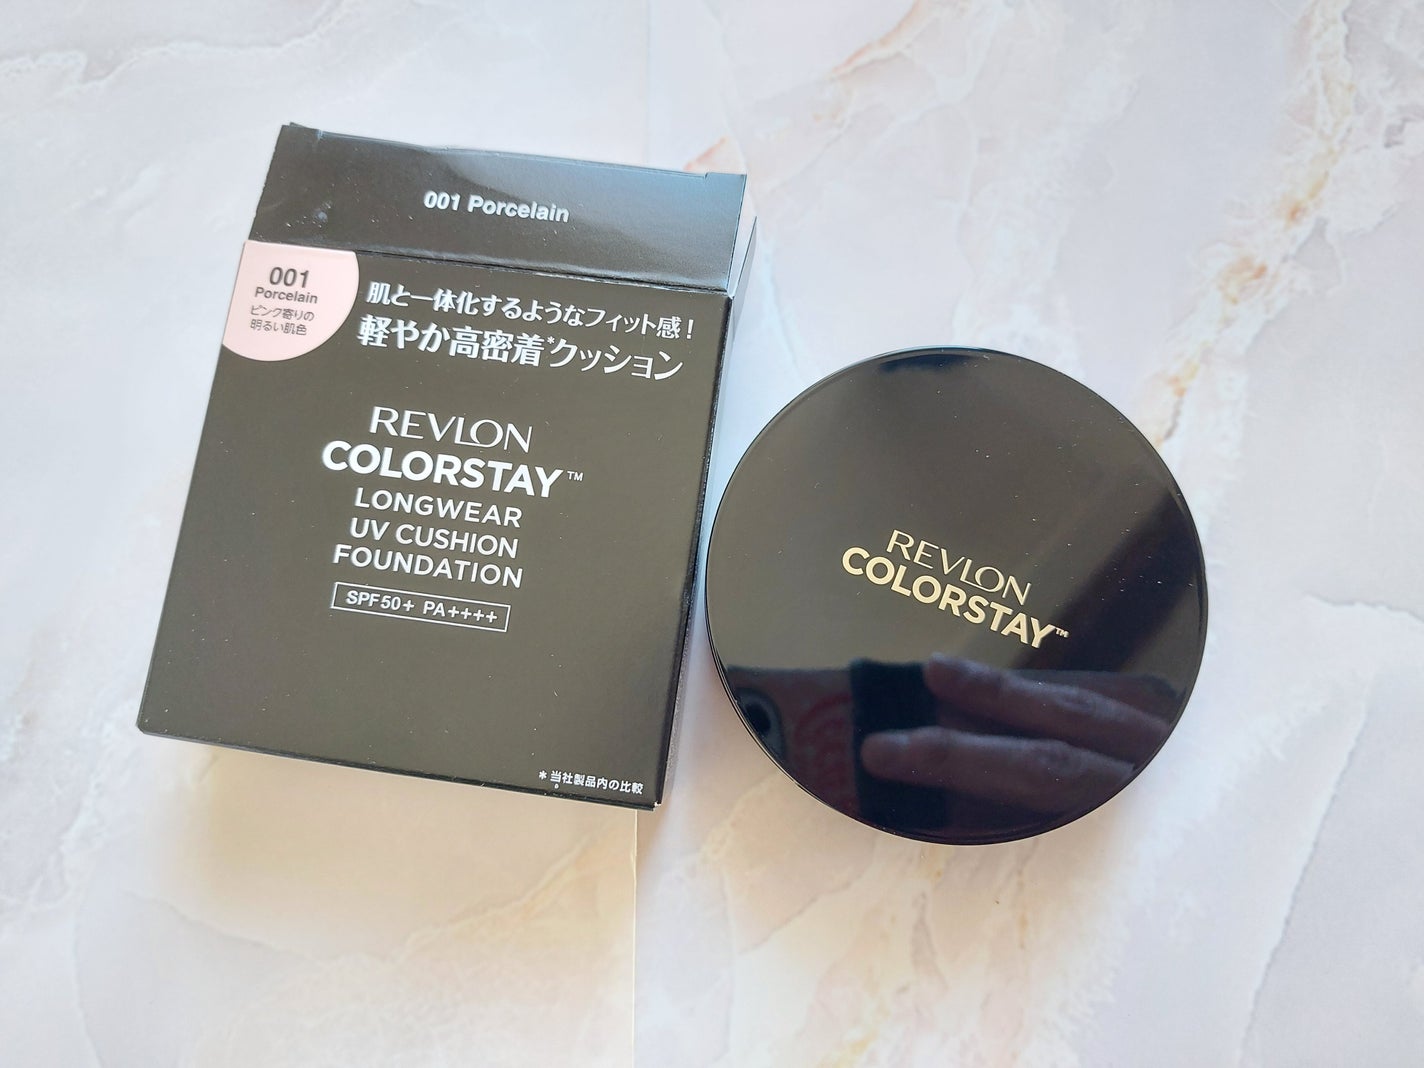 001 Porcelain
001
Porcelain
ピンク寄りの
明るい肌色
肌と一体化するようなフィット感!
軽やか高密着*クッション
REVLON
COLORSTAY™
LONGWEAR
UV CUSHION
FOUNDATION
SPF50+ PA++++
*当社製品内の比較
REVLON
COLORSTAY™